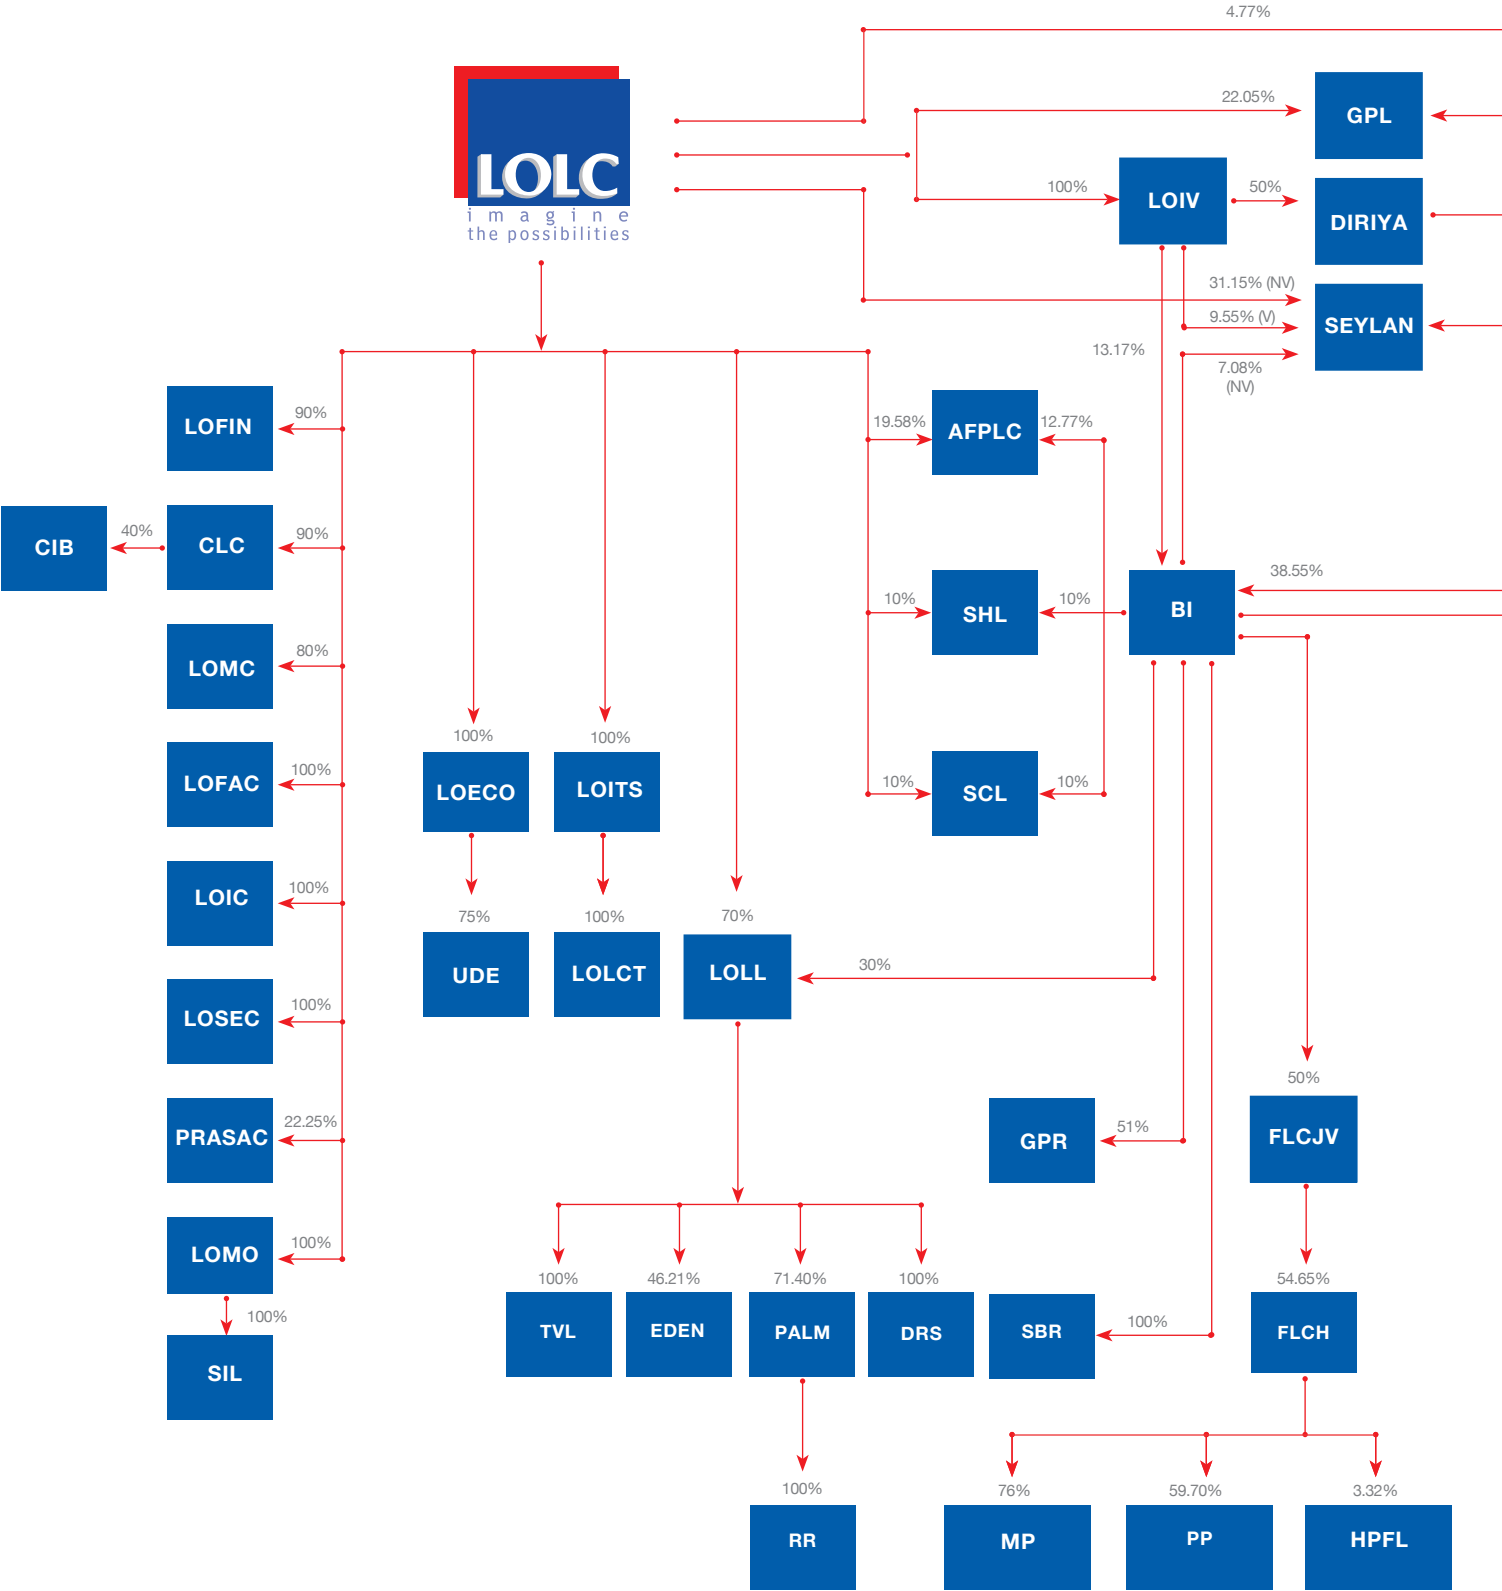 4.77%
22.05%
GPL
LOLC
imagine
the possibilities
100%
LOIV
50%
DIRIYA
31.15% (NV)
9.55% (V)
SEYLAN
13.17%
7.08%
(NV)
LOFIN
90%
19.58%
AFPLC
12.77%
CIB
40%
CLC
90%
38.55%
LOMC
80%
10%
SHL
10%
BI
LOFAC
100%
100%
LOECO
100%
LOITS
10%
SCL
10%
LOIC
100%
75%
UDE
100%
LOLCT
70%
LOLL
30%
LOSEC
100%
50%
PRASAC
22.25%
GPR
51%
FLCJV
LOMO
100%
100%
TVL
46.21%
EDEN
71.40%
PALM
100%
DRS
SBR
100%
54.65%
FLCH
100%
SIL
100%
RR
76%
MP
59.70%
PP
3.32%
HPFL